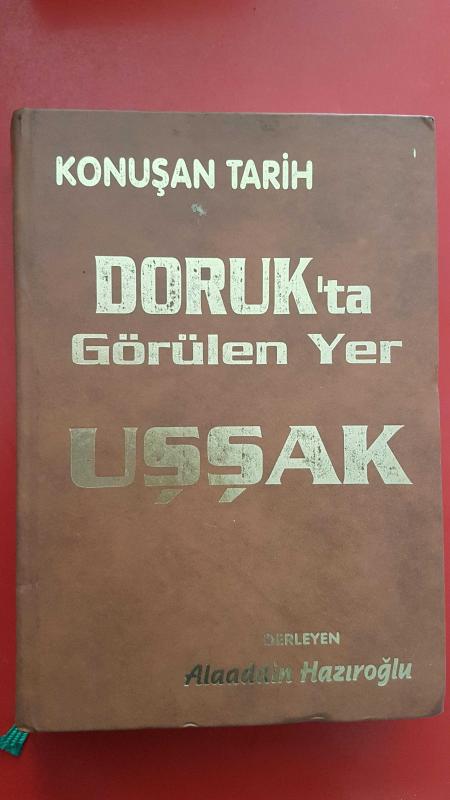 KONUŞAN TARİH
DORUK'ta
Görülen Yer
UŞŞAK
DERLEYEN
Alaaddin Hazıroğlu